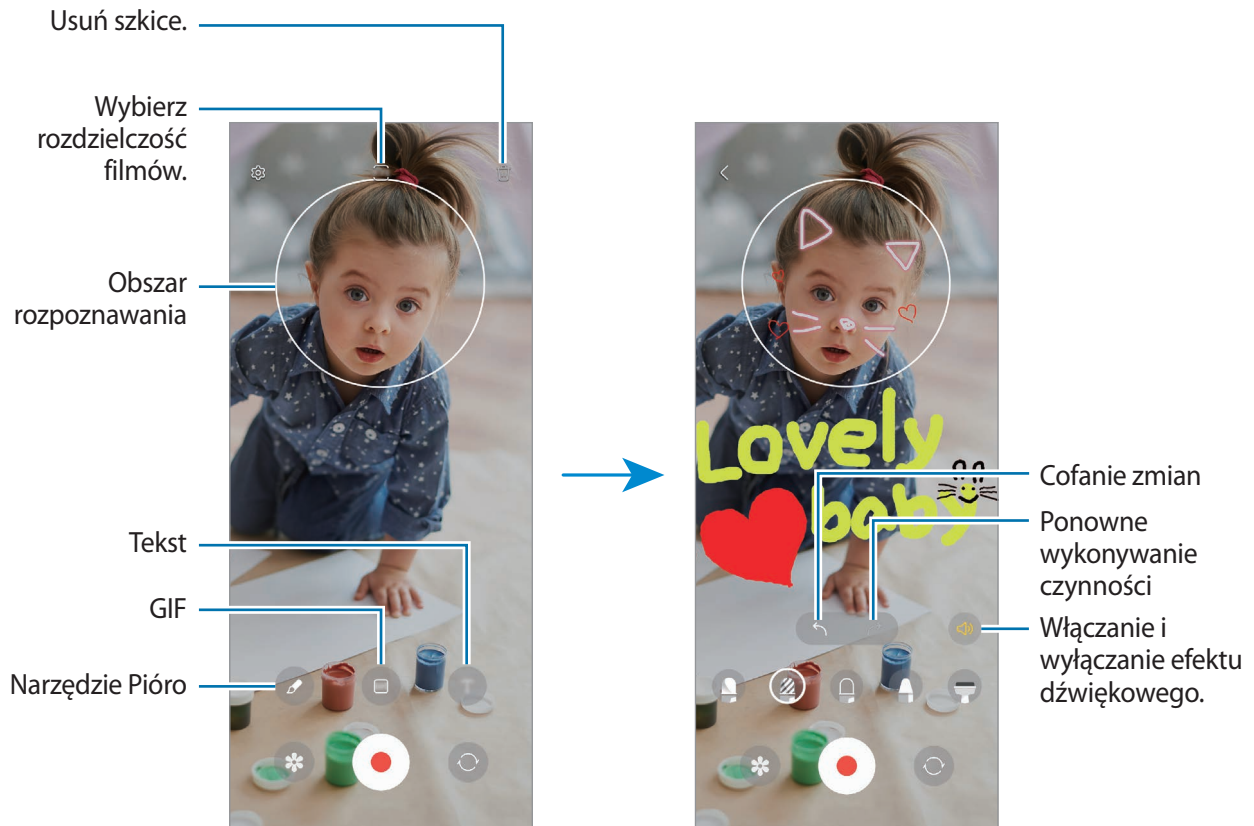 Usuń szkice.
Wybierz
rozdzielczość
filmów.
Obszar
rozpoznawania
Tekst
GIF
Narzędzie Pióro
T
Lovely
baby
Cofanie zmian
Ponowne
wykonywanie
czynności
Włączanie i
wyłączanie efektu
dźwiękowego.